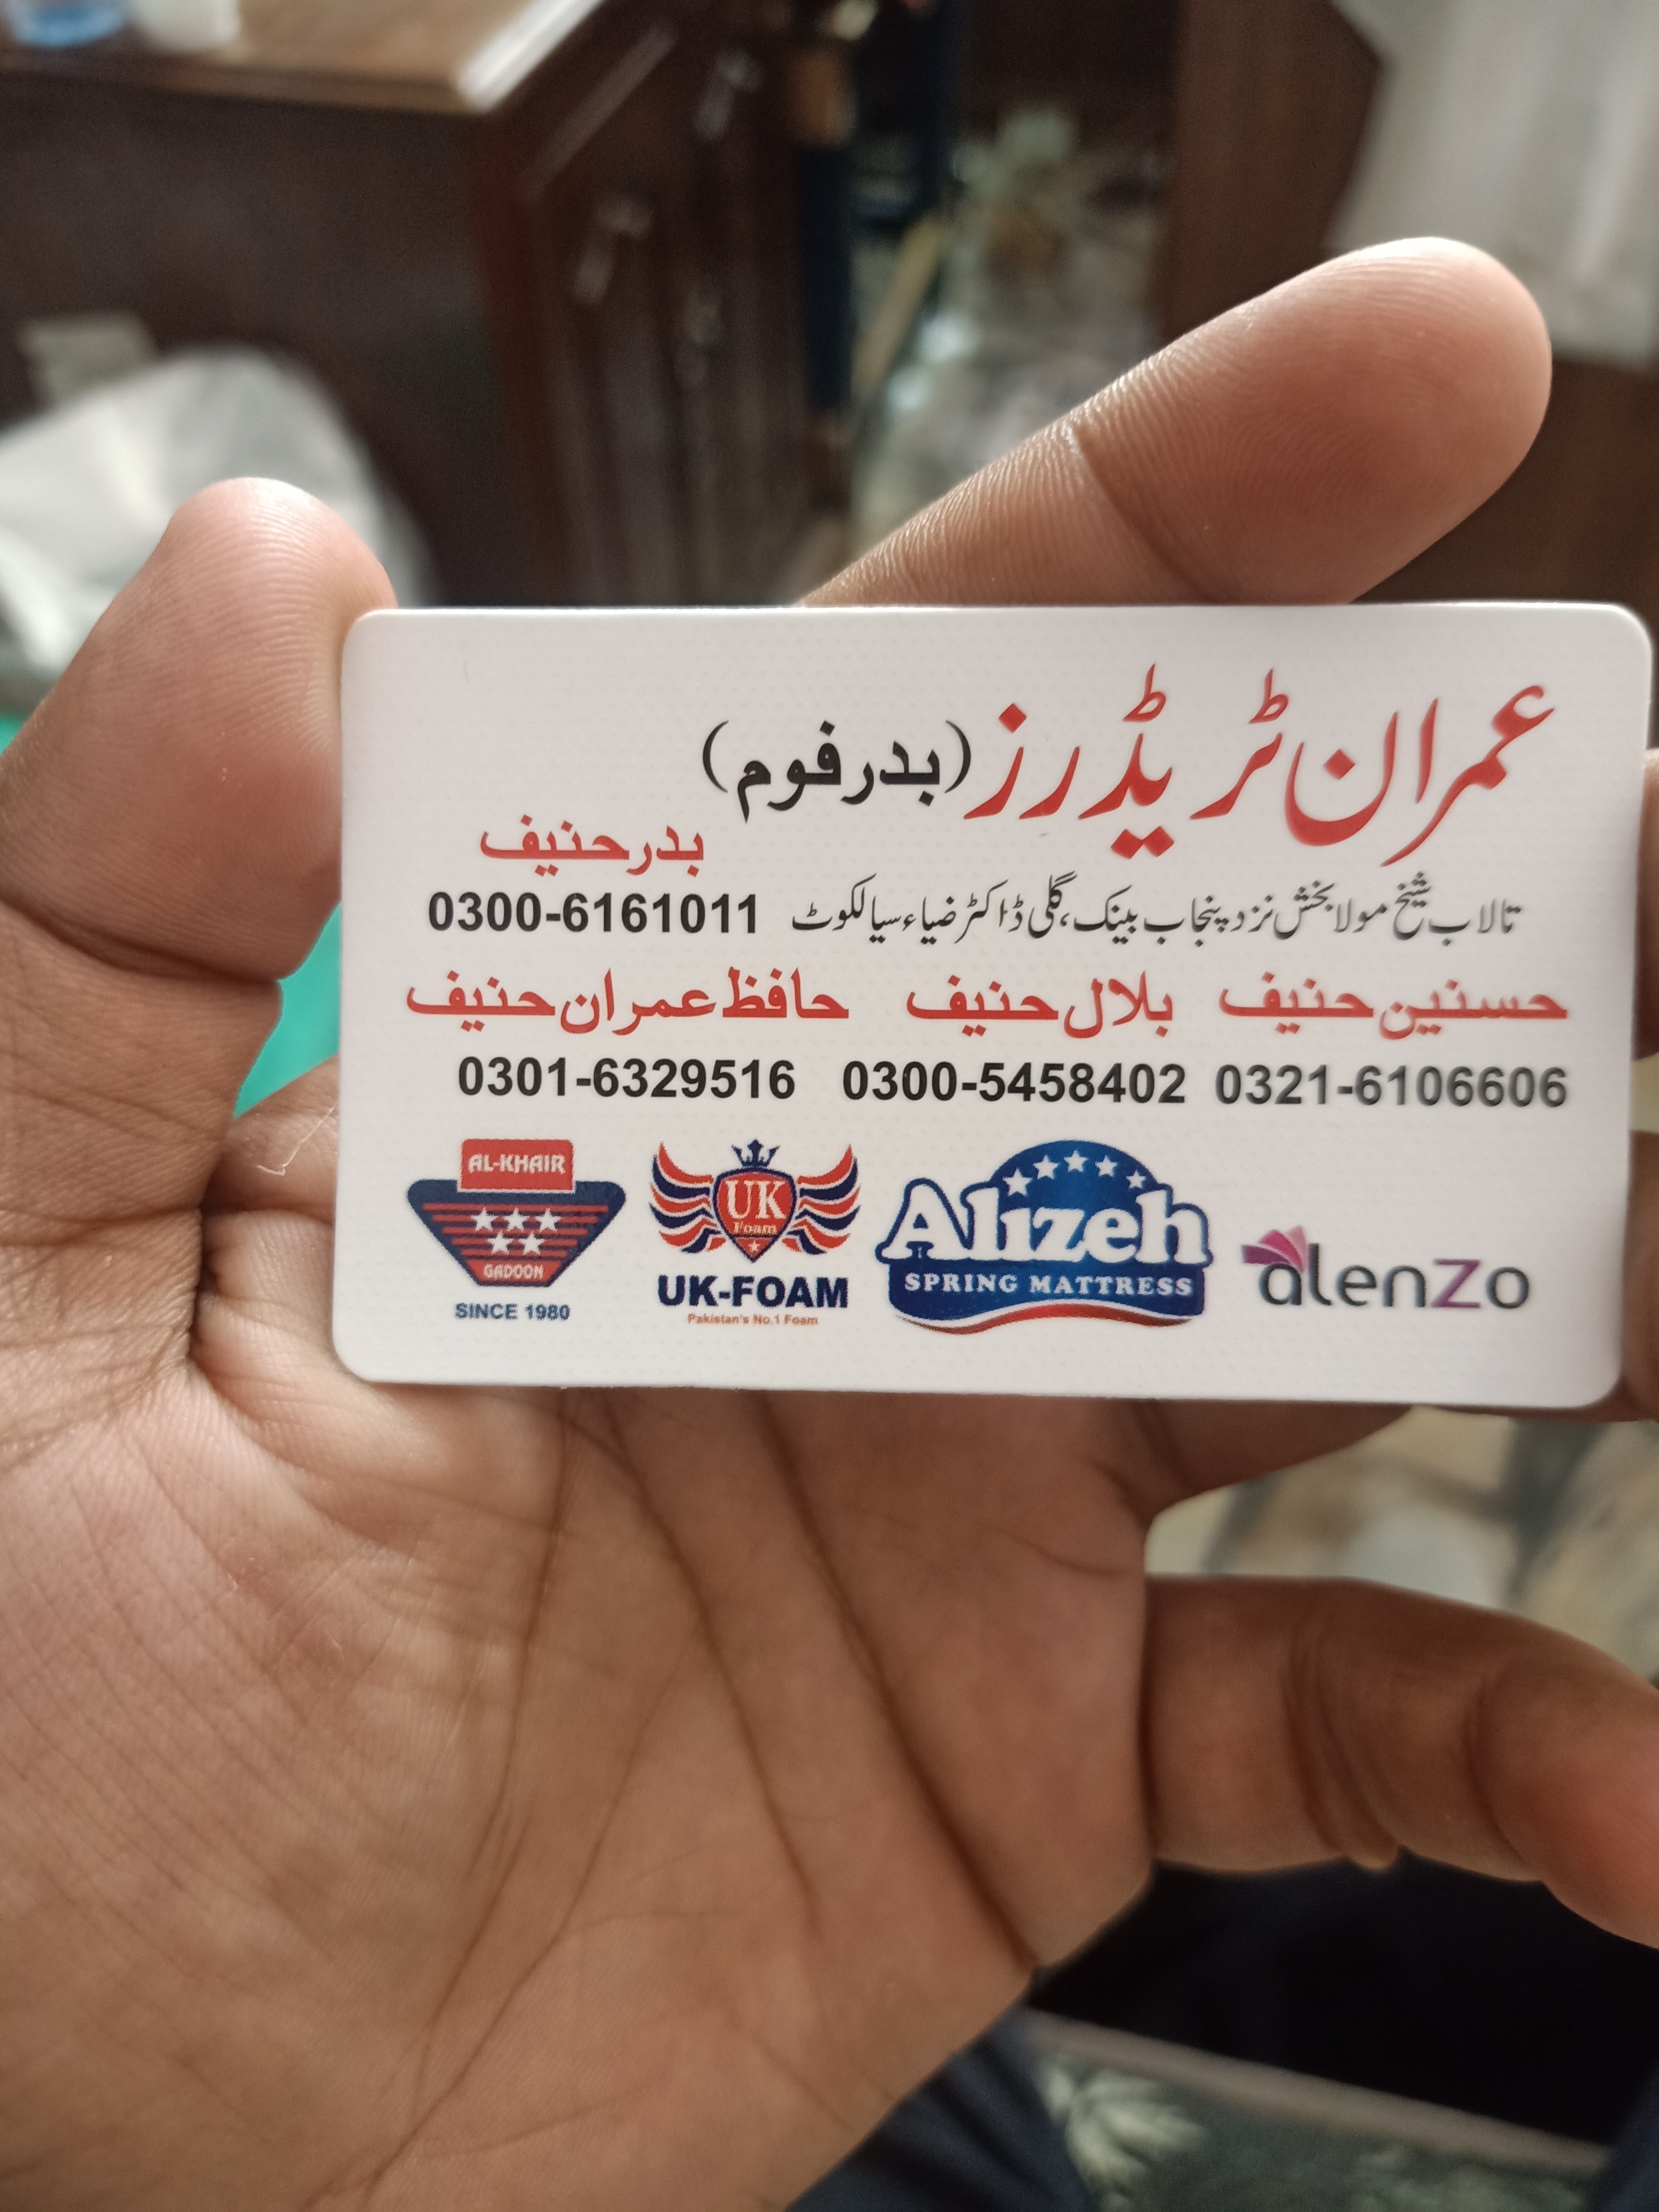 عمران ٹریڈرز (بدرفوم)
بدر حنیف
0300-6161011
تالاب شیخ مولا بخش نزد پنجاب بینک، گلی ڈاکٹر ضیاء سیالکوٹ
حسنین حنیف بلال حنیف حافظ عمران حنیف
0301-6329516 0300-5458402 0321-6106606
AL-KHAIR
GADOON
SINCE 1980
UK
Foam
UK-FOAM
Pakistan's No.1 Foam
Alizeh
SPRING MATTRESS
alenzo